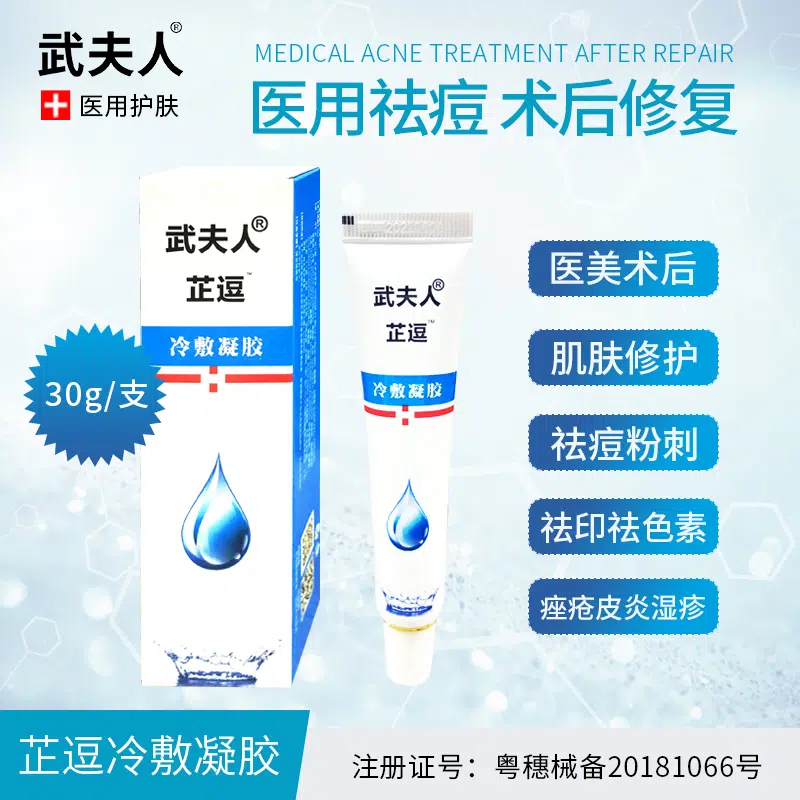 武夫人®
医用护肤
MEDICAL ACNE TREATMENT AFTER REPAIR
医用祛痘 术后修复
武夫人®
芷逗™
冷敷凝胶
30g/支
武夫人®
芷逗™
冷敷凝胶
医美术后
肌肤修护
祛痘粉刺
祛印祛色素
痤疮皮炎湿疹
芷逗冷敷凝胶
注册证号：粤穗械备20181066号